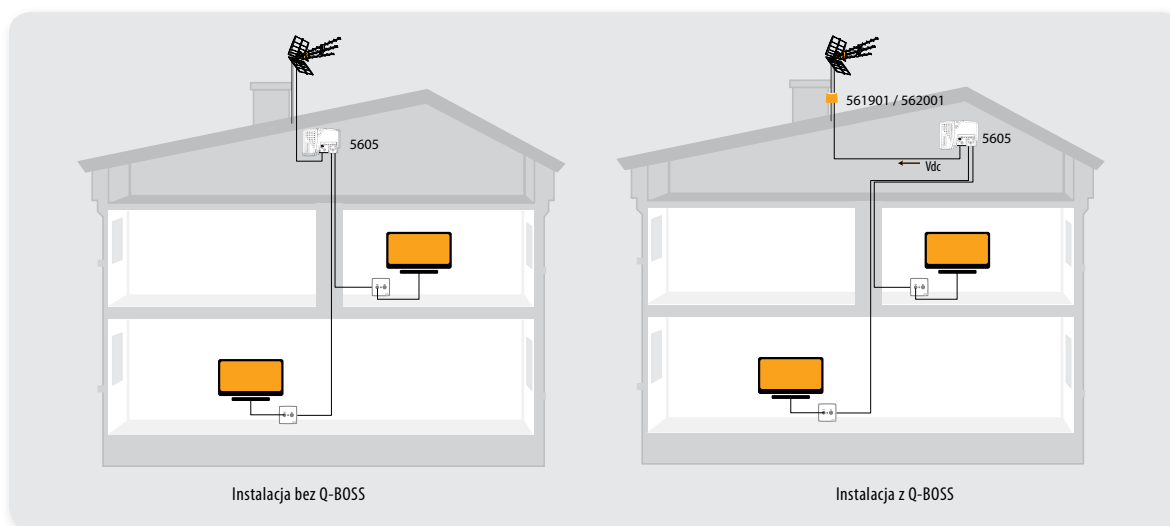 5605
Instalacja bez Q-BOSS
561901 / 562001
5605
Vdc
Instalacja z Q-BOSS